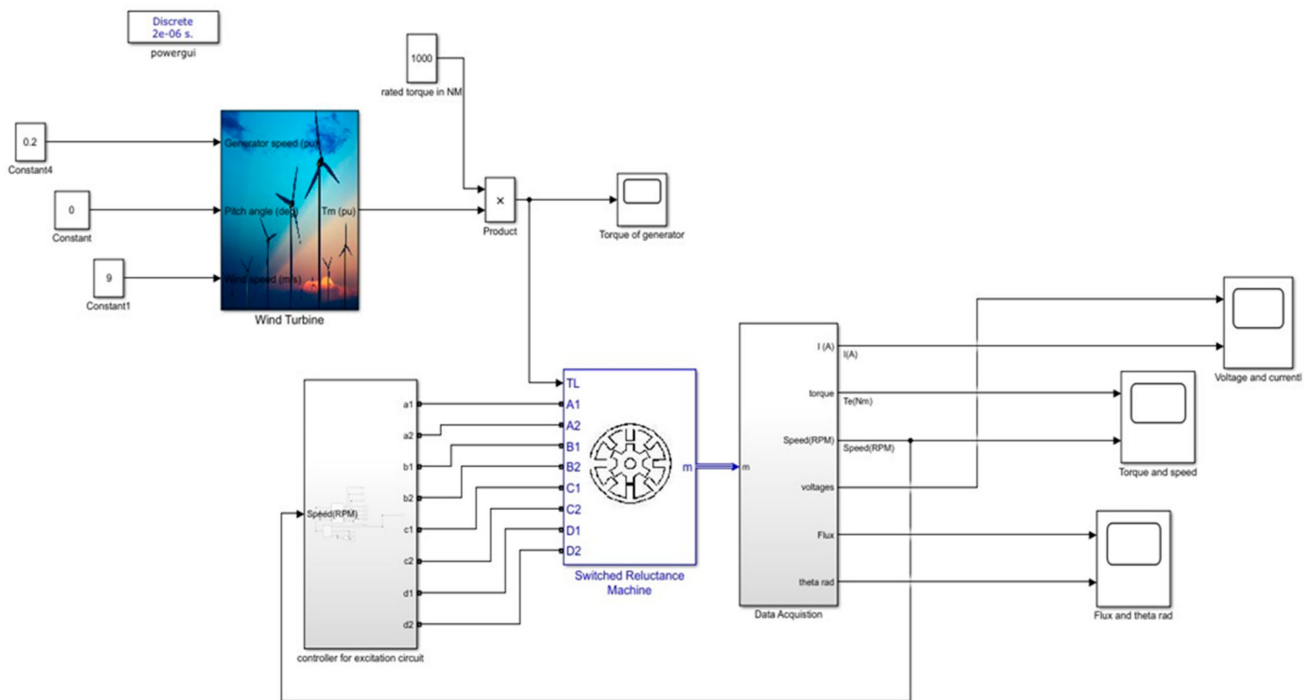 Discrete
2e-06 s.
powergui
1000
rated torque in NM
0.2
Constant4
0
Constant
9
Constant1
Generator speed (pu)
Pitch angle (deg)
Tm (pu)
Wind speed (m/s)
Wind Turbine
×
Product
Torque of generator
TL
A1
A2
B1
B2
C1
C2
D1
D2
m
Switched Reluctance
Machine
Speed(RPM)
a1
a2
b1
b2
c1
c2
d1
d2
controller for excitation circuit
m
I (A)
I(A)
torque
Te(Nm)
Speed(RPM)
Speed(RPM)
voltages
Flux
theta rad
Data Acquistion
Voltage and currentI
Torque and speed
Flux and theta rad